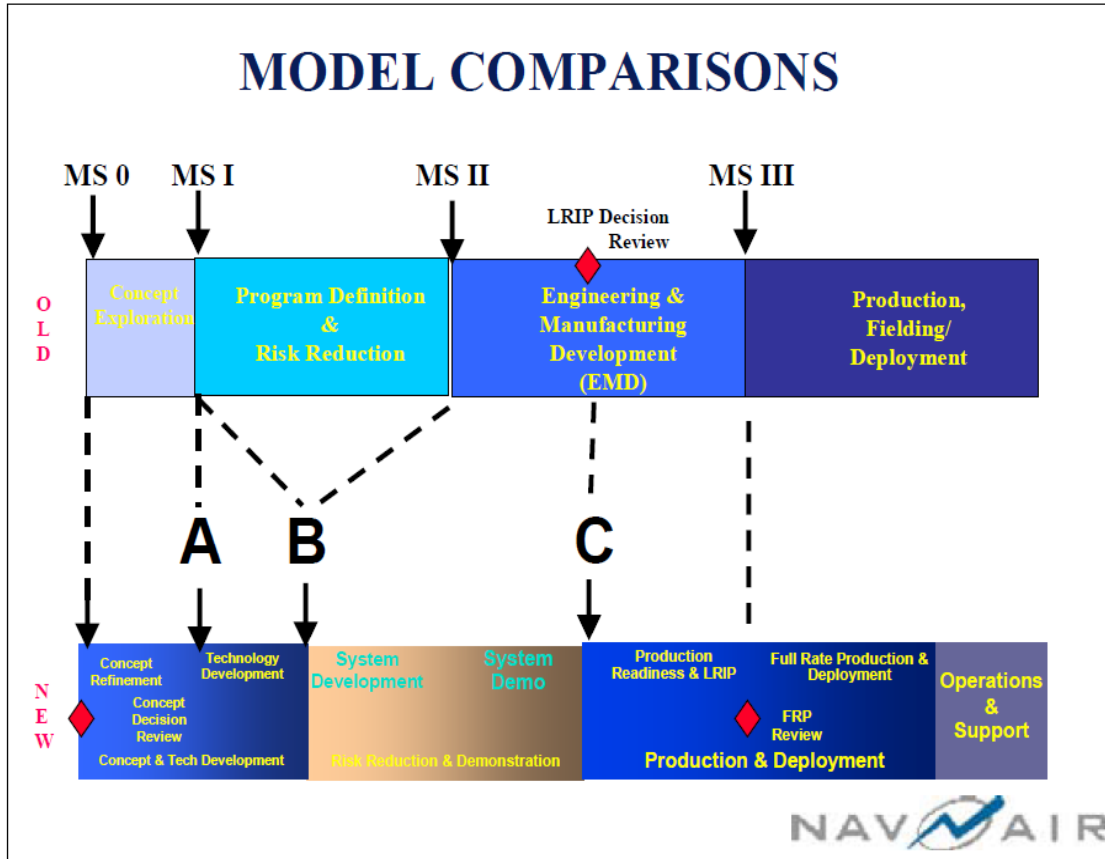 MODEL COMPARISONS
MS 0
MS I
MS II
MS III
LRIP Decision
Review
O
L
D
Concept
Exploration
Program Definition
&
Risk Reduction
Engineering &
Manufacturing
Development
(EMD)
Production,
Fielding/
Deployment
A
B
C
N
E
W
Concept
Refinement
Technology
Development
Concept
Decision
Review
Concept & Tech Development
System
Development
System
Demo
Risk Reduction & Demonstration
Production
Readiness & LRIP
Full Rate Production &
Deployment
FRP
Review
Production & Deployment
Operations
&
Support
NAVAIR